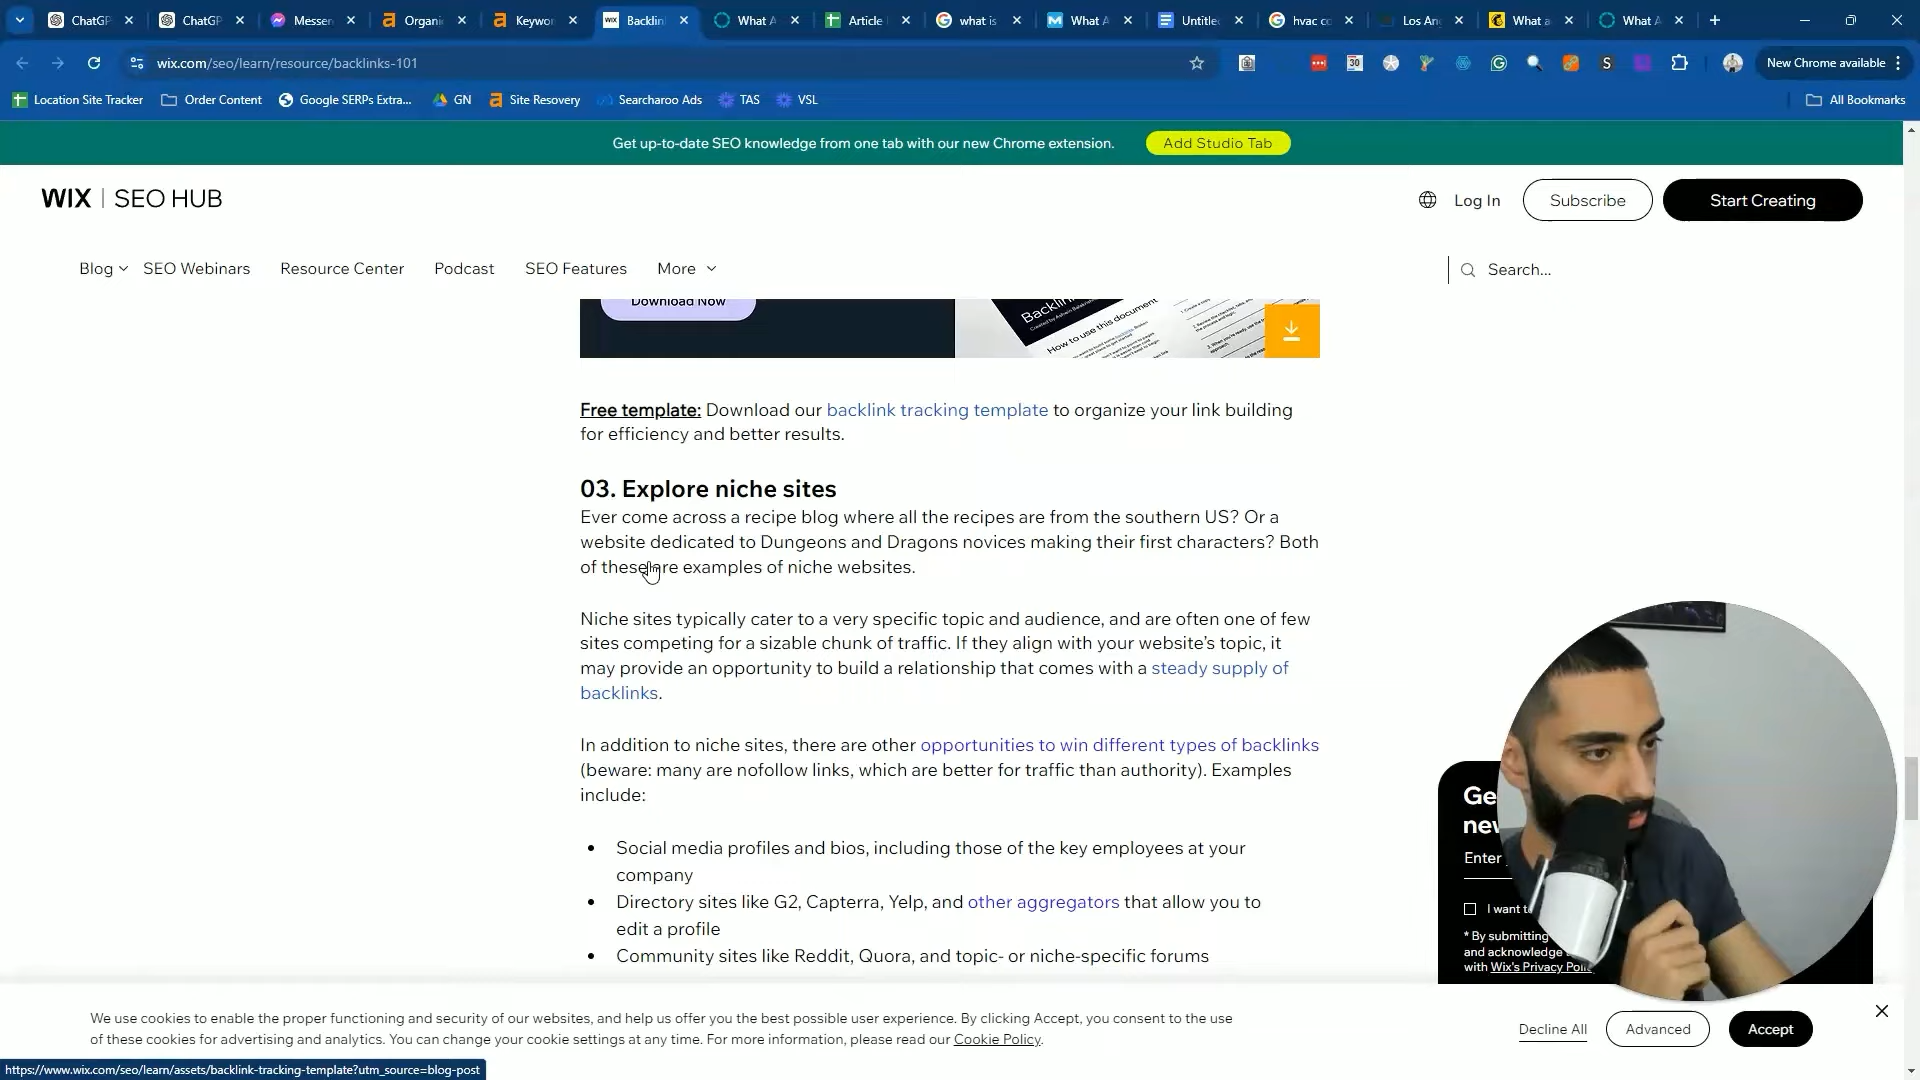 ChatGP
ChatGP
Messen
Organi
Keywor
WIX Backlin
What A
Article
what is
What A
Untitle
hvac co
Los An
What a
What A
wix.com/seo/learn/resource/backlinks-101
30
S
New Chrome available
Location Site Tracker
Order Content
Google SERPs Extra...
GN
Site Recovery
Searcharoo Ads
TAS
VSL
All Bookmarks
Get up-to-date SEO knowledge from one tab with our new Chrome extension.
Add Studio Tab
WIX | SEO HUB
Log In
Subscribe
Start Creating
Blog
SEO Webinars
Resource Center
Podcast
SEO Features
More
Search...
Download Now
Backlin
How to use this document
Free template: Download our backlink tracking template to organize your link building
for efficiency and better results.
03. Explore niche sites
Ever come across a recipe blog where all the recipes are from the southern US? Or a
website dedicated to Dungeons and Dragons novices making their first characters? Both
of these are examples of niche websites.
Niche sites typically cater to a very specific topic and audience, and are often one of few
sites competing for a sizable chunk of traffic. If they align with your website's topic, it
may provide an opportunity to build a relationship that comes with a steady supply of
backlinks.
In addition to niche sites, there are other opportunities to win different types of backlinks
(beware: many are nofollow links, which are better for traffic than authority). Examples
include:
• Social media profiles and bios, including those of the key employees at your
company
• Directory sites like G2, Capterra, Yelp, and other aggregators that allow you to
edit a profile
• Community sites like Reddit, Quora, and topic- or niche-specific forums
Ge
new
Enter
I want t
* By submitting
and acknowledge
with Wix's Privacy Poli
We use cookies to enable the proper functioning and security of our websites, and help us offer you the best possible user experience. By clicking Accept, you consent to the use
of these cookies for advertising and analytics. You can change your cookie settings at any time. For more information, please read our Cookie Policy.
Decline All
Advanced
Accept
https://www.wix.com/seo/learn/assets/backlink-tracking-template?utm_source=blog-post